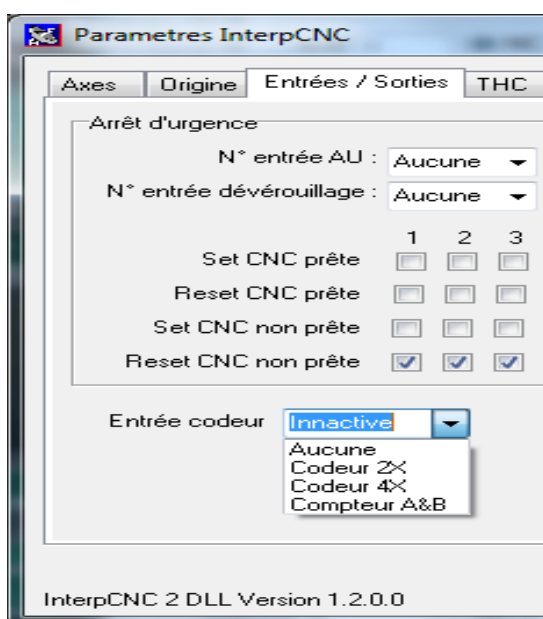 Parametres InterpCNC
Axes Origine Entrées / Sorties THC
Arrêt d'urgence
N° entrée AU : Aucune
N° entrée dévérouillage : Aucune
1 2 3
Set CNC prête
Reset CNC prête
Set CNC non prête
Reset CNC non prête
Entrée codeur Innactive
Aucune
Codeur 2X
Codeur 4X
Compteur A&B
InterpCNC 2 DLL Version 1.2.0.0